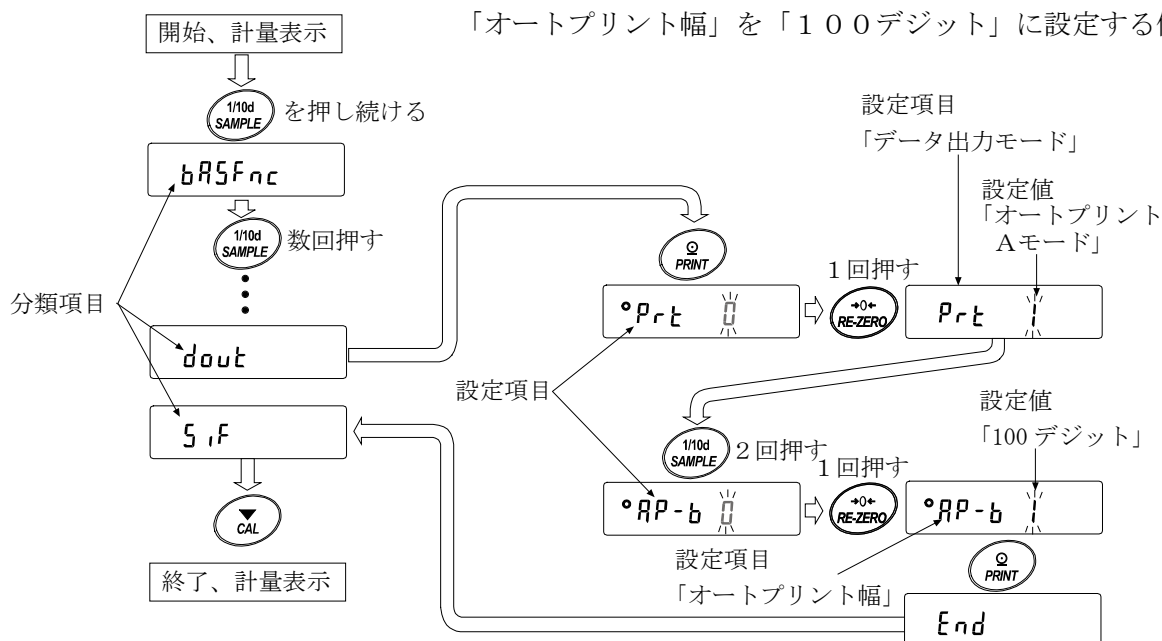 「オートプリント幅」を「１００デジット」に設定する
開始、計量表示
1/10d
SAMPLE
を押し続ける
bASFnc
1/10d
SAMPLE
数回押す
分類項目
dout
SiF
CAL
終了、計量表示
PRINT
Prt 0
1回押す
→0←
RE-ZERO
設定項目
「データ出力モード」
設定値
「オートプリント
Aモード」
Prt 1
設定項目
1/10d
SAMPLE
2回押す
AP-b 0
1回押す
→0←
RE-ZERO
設定値
「100 デジット」
AP-b 1
設定項目
「オートプリント幅」
PRINT
End